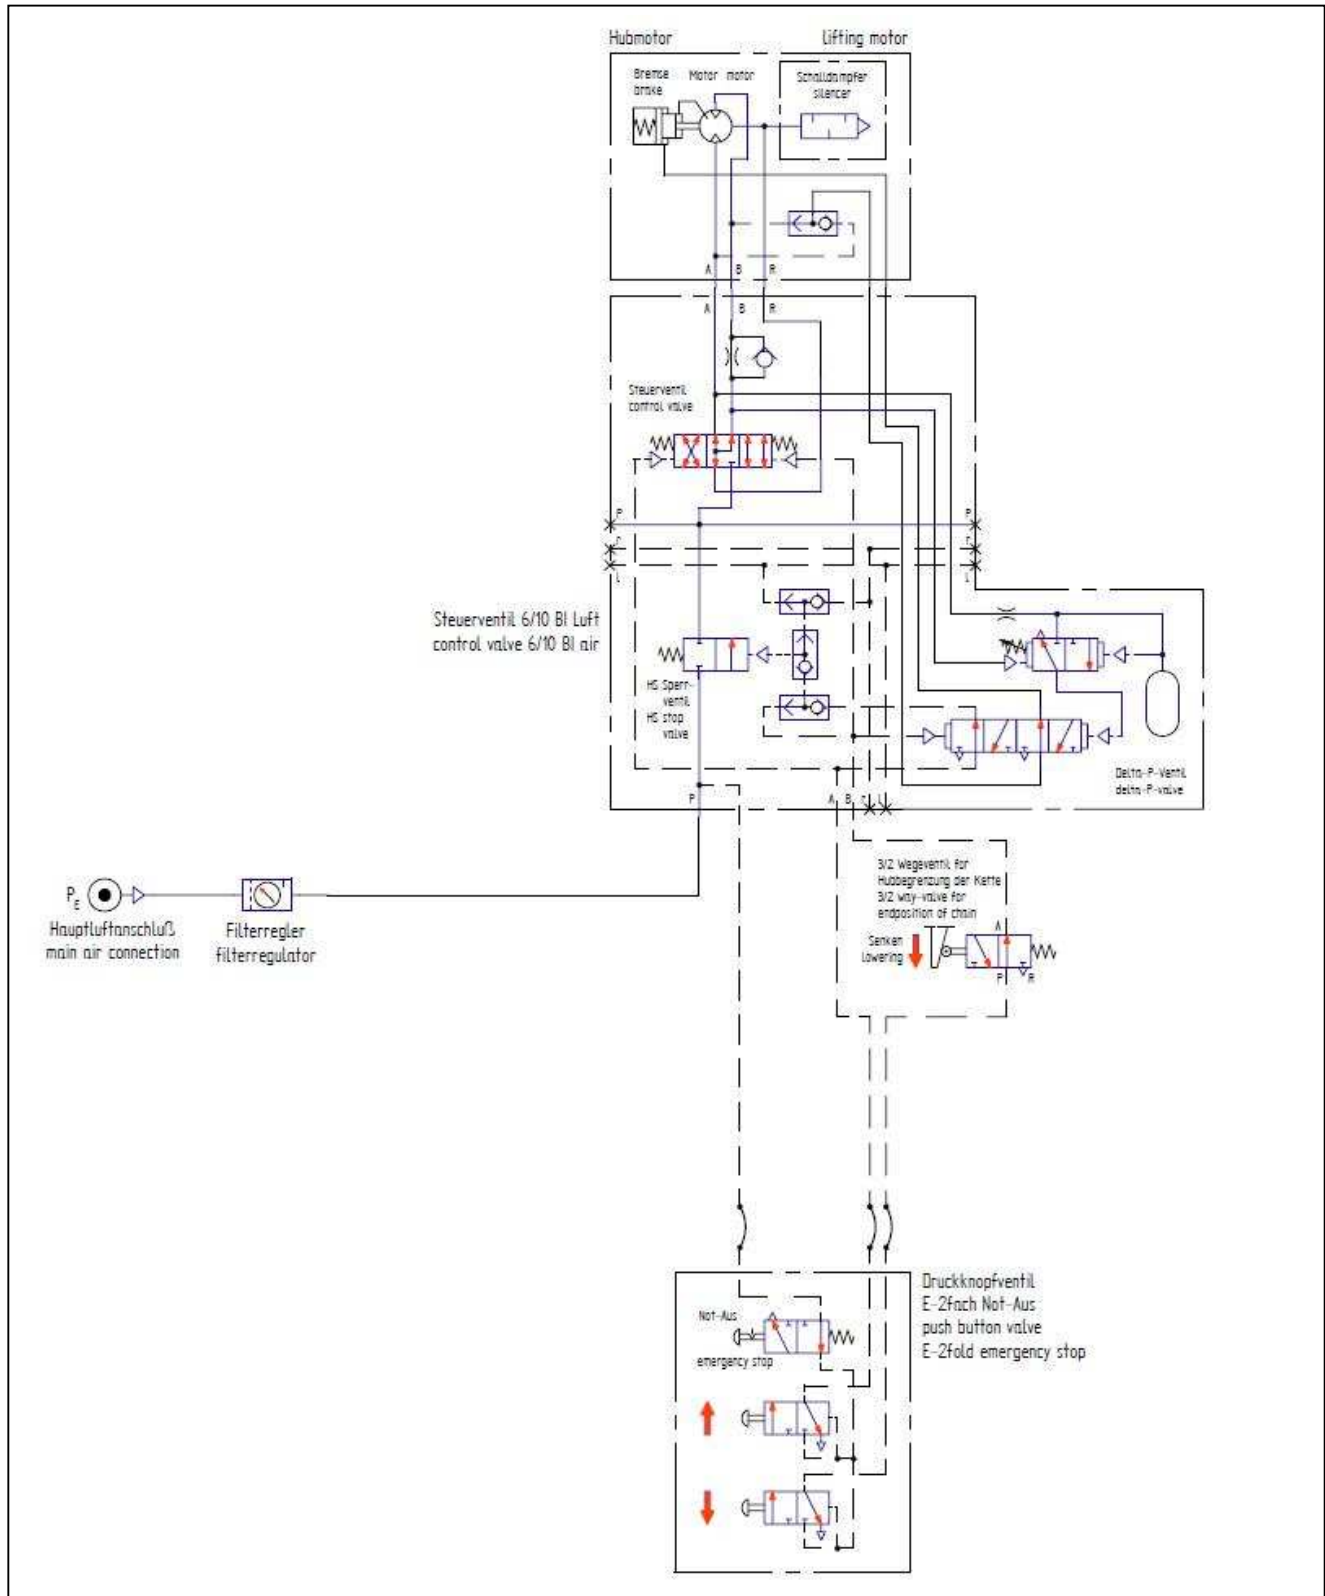 Hubmotor
lifting motor
Bremse
brake
Motor motor
Schalldämpfer
silencer
A B R
A B R
Steuerventil
control valve
P
P
r
r
l
l
Steuerventil 6/10 BI Luft
control valve 6/10 BI air
HS Sperr-
ventil
HS stop
valve
Delta-P-Ventil
delta-P-valve
P
A B r l
3/2 Wegeventil for
Hubbegrenzung der Kette
3/2 way-valve for
endposition of chain
A
Senken
Lowering
P R
PE
Hauptluftanschluß
main air connection
Filterregler
filterregulator
Druckknopfventil
E-2fach Not-Aus
push button valve
E-2fold emergency stop
Not-Aus
emergency stop